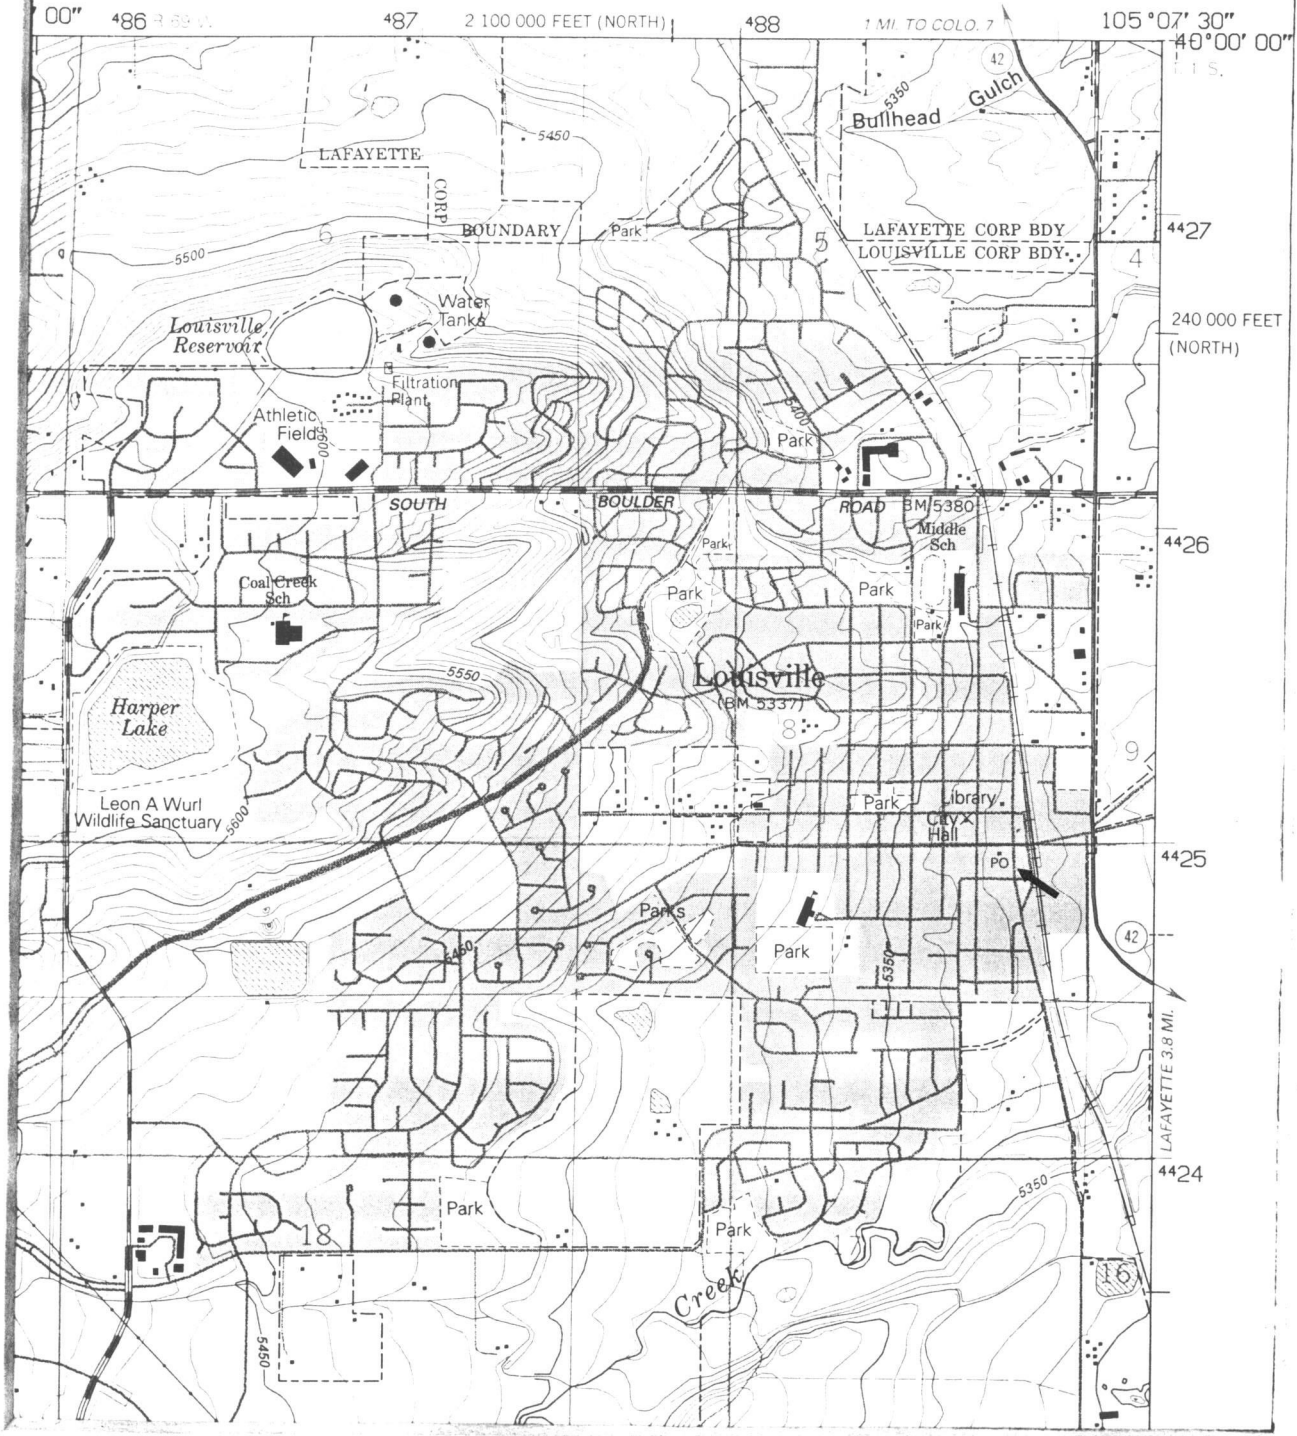 00"
486
R 69 W.
487
2 100 000 FEET (NORTH)
488
1 MI. TO COLO. 7
105°07' 30"
40°00' 00"
42
Gulch
Bullhead
5350
5450
LAFAYETTE
CORP
BOUNDARY
Park
6
5
LAFAYETTE CORP BDY
LOUISVILLE CORP BDY
4427
4
5500
Water
Tanks
Louisville
Reservoir
240 000 FEET
(NORTH)
Filtration
Plant
Athletic
Field
5600
5400
Park
SOUTH
BOULDER
ROAD
BM 5380
Middle
Sch
Park
4426
Coal Creek
Sch
Park
Park
Park
5550
Louisville
(BM 5337)
Harper
Lake
7
8
9
Leon A Wurl
Wildlife Sanctuary
5600
Park
Library
City
Hall
PO
4425
Parks
Park
5450
5350
42
LAFAYETTE 3.8 MI.
4424
5350
Park
Park
18
17
16
Creek
5450